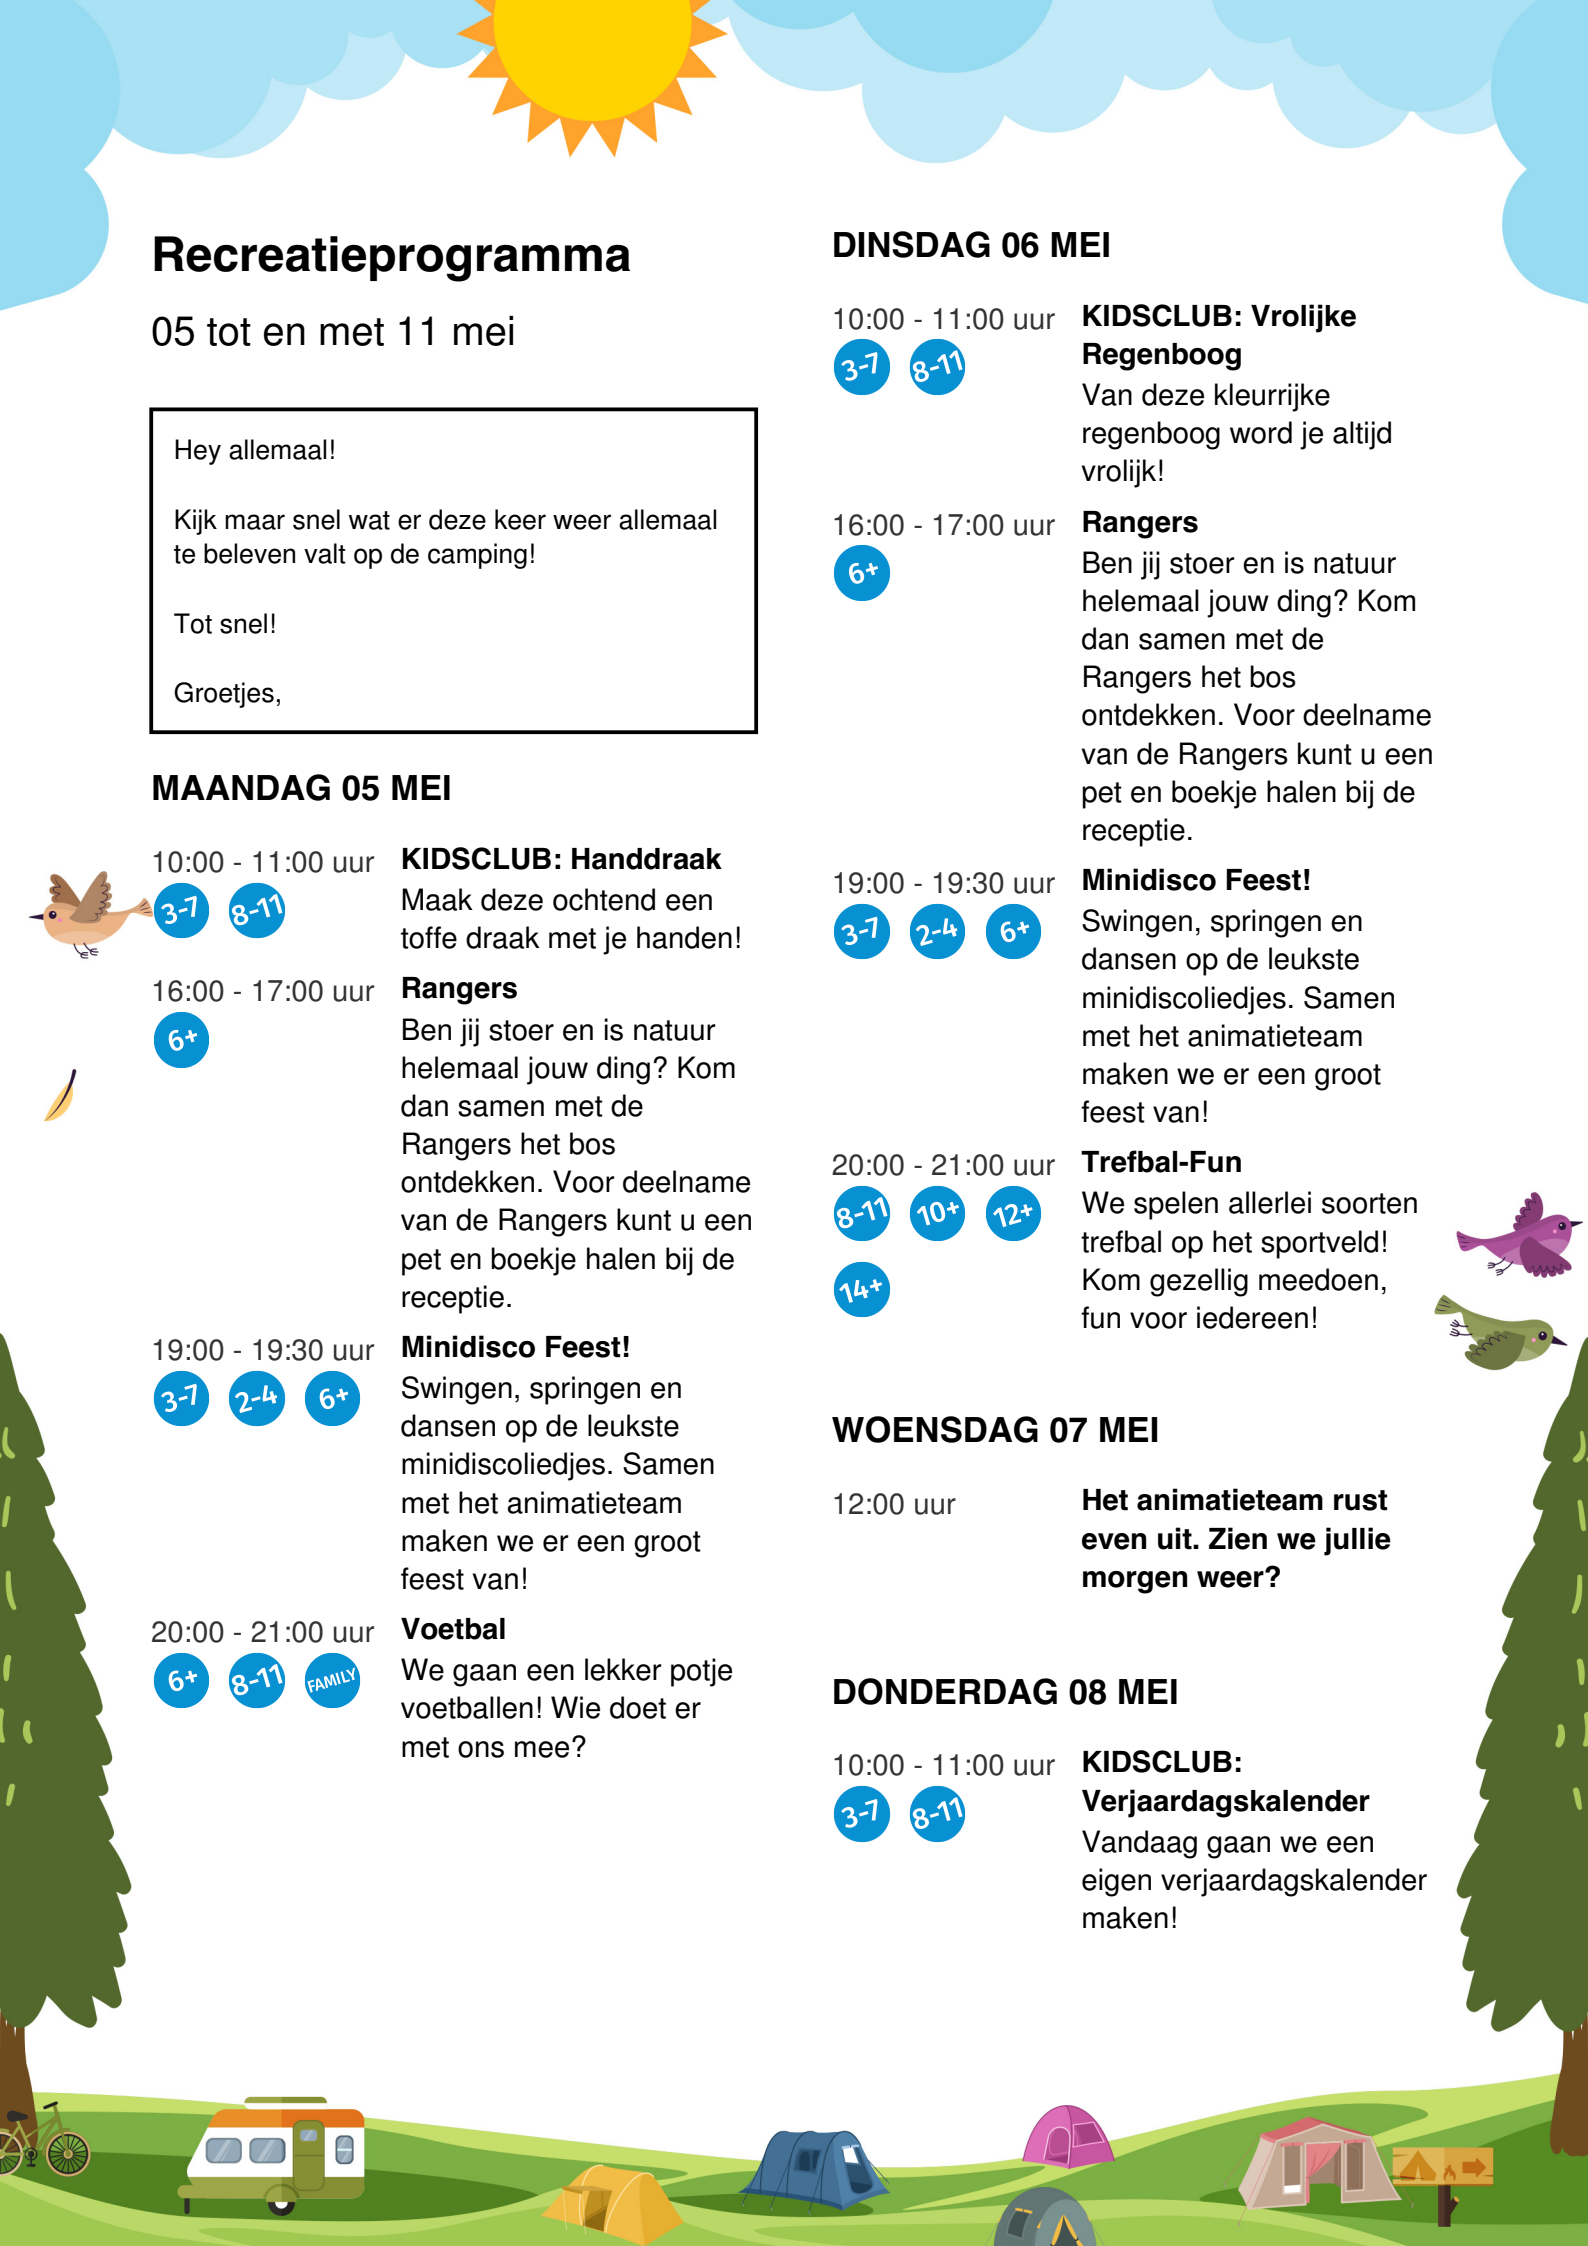 Recreatieprogramma
05 tot en met 11 mei
Hey allemaal!
Kijk maar snel wat er deze keer weer allemaal
te beleven valt op de camping!
Tot snel!
Groetjes,
MAANDAG 05 MEI
10:00 - 11:00 uur
3-7 8-11
KIDSCLUB: Handdraak
Maak deze ochtend een
toffe draak met je handen!
16:00 - 17:00 uur
6+
Rangers
Ben jij stoer en is natuur
helemaal jouw ding? Kom
dan samen met de
Rangers het bos
ontdekken. Voor deelname
van de Rangers kunt u een
pet en boekje halen bij de
receptie.
19:00 - 19:30 uur
3-7 2-4 6+
Minidisco Feest!
Swingen, springen en
dansen op de leukste
minidiscoliedjes. Samen
met het animatieteam
maken we er een groot
feest van!
20:00 - 21:00 uur
6+ 8-11 FAMILY
Voetbal
We gaan een lekker potje
voetballen! Wie doet er
met ons mee?
DINSDAG 06 MEI
10:00 - 11:00 uur
3-7 8-11
KIDSCLUB: Vrolijke
Regenboog
Van deze kleurrijke
regenboog word je altijd
vrolijk!
16:00 - 17:00 uur
6+
Rangers
Ben jij stoer en is natuur
helemaal jouw ding? Kom
dan samen met de
Rangers het bos
ontdekken. Voor deelname
van de Rangers kunt u een
pet en boekje halen bij de
receptie.
19:00 - 19:30 uur
3-7 2-4 6+
Minidisco Feest!
Swingen, springen en
dansen op de leukste
minidiscoliedjes. Samen
met het animatieteam
maken we er een groot
feest van!
20:00 - 21:00 uur
8-11 10+ 12+
14+
Trefbal-Fun
We spelen allerlei soorten
trefbal op het sportveld!
Kom gezellig meedoen,
fun voor iedereen!
WOENSDAG 07 MEI
12:00 uur
Het animatieteam rust
even uit. Zien we jullie
morgen weer?
DONDERDAG 08 MEI
10:00 - 11:00 uur
3-7 8-11
KIDSCLUB:
Verjaardagskalender
Vandaag gaan we een
eigen verjaardagskalender
maken!